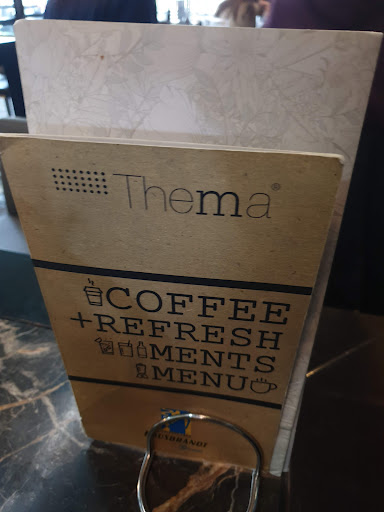 Thema®
COFFEE
+REFRESH
MENTS
MENU